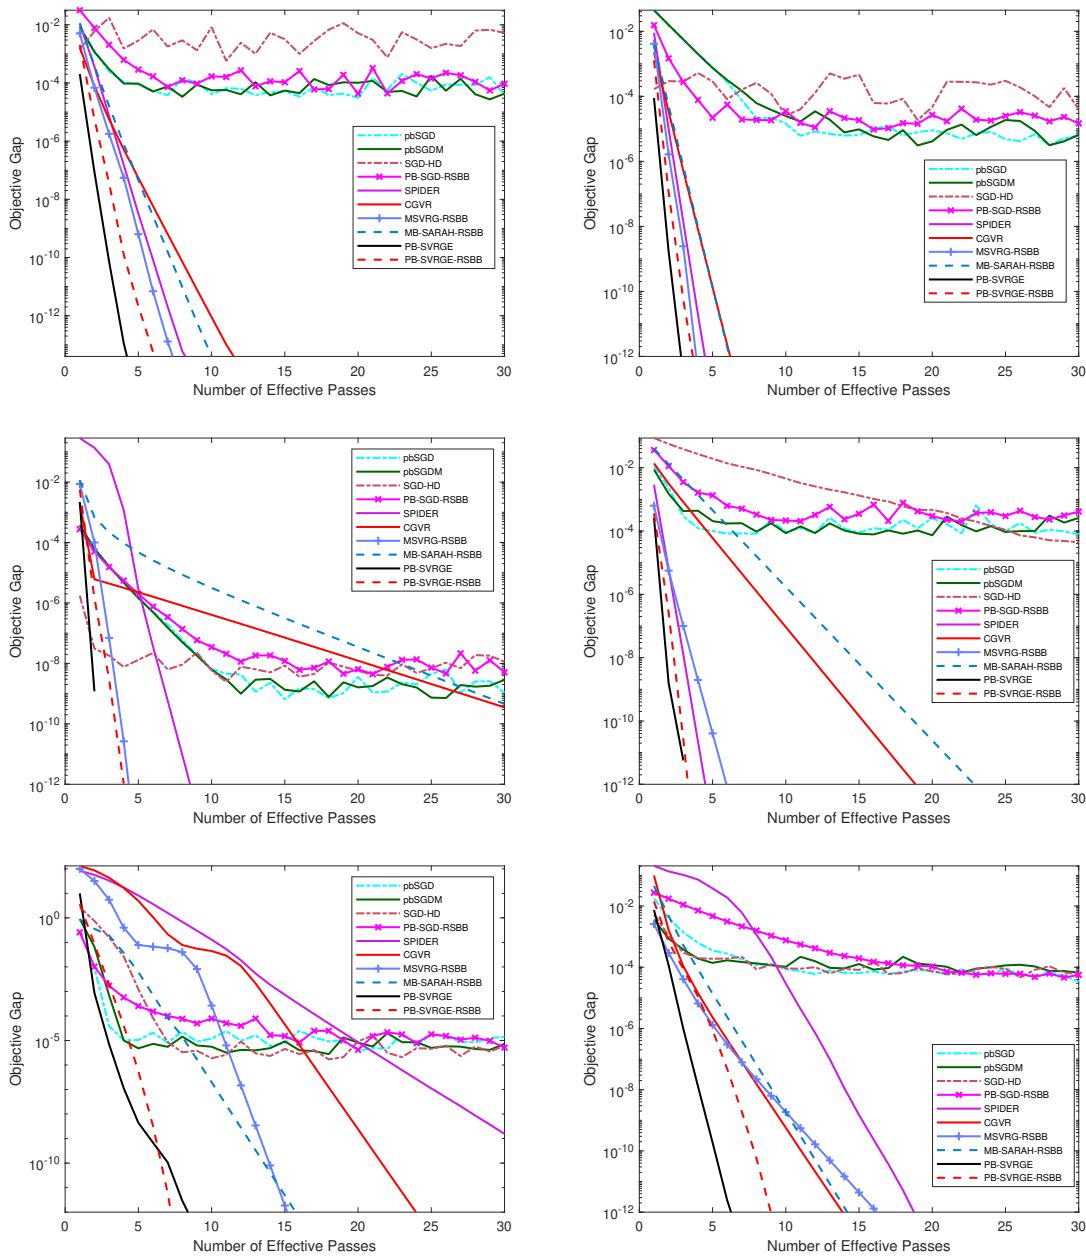 10^-2
10^-4
10^-6
10^-8
10^-10
10^-12
Objective Gap
0 5 10 15 20 25 30
Number of Effective Passes
pbSGD
pbSGDM
SGD-HD
PB-SGD-RSBB
SPIDER
CGVR
MSVRG-RSBB
MB-SARAH-RSBB
PB-SVRGE
PB-SVRGE-RSBB
10^-2
10^-4
10^-6
10^-8
10^-10
10^-12
Objective Gap
0 5 10 15 20 25 30
Number of Effective Passes
pbSGD
pbSGDM
SGD-HD
PB-SGD-RSBB
SPIDER
CGVR
MSVRG-RSBB
MB-SARAH-RSBB
PB-SVRGE
PB-SVRGE-RSBB
10^-2
10^-4
10^-6
10^-8
10^-10
10^-12
Objective Gap
0 5 10 15 20 25 30
Number of Effective Passes
pbSGD
pbSGDM
SGD-HD
PB-SGD-RSBB
SPIDER
CGVR
MSVRG-RSBB
MB-SARAH-RSBB
PB-SVRGE
PB-SVRGE-RSBB
10^-2
10^-4
10^-6
10^-8
10^-10
10^-12
Objective Gap
0 5 10 15 20 25 30
Number of Effective Passes
pbSGD
pbSGDM
SGD-HD
PB-SGD-RSBB
SPIDER
CGVR
MSVRG-RSBB
MB-SARAH-RSBB
PB-SVRGE
PB-SVRGE-RSBB
10^0
10^-5
10^-10
Objective Gap
0 5 10 15 20 25 30
Number of Effective Passes
pbSGD
pbSGDM
SGD-HD
PB-SGD-RSBB
SPIDER
CGVR
MSVRG-RSBB
MB-SARAH-RSBB
PB-SVRGE
PB-SVRGE-RSBB
10^-2
10^-4
10^-6
10^-8
10^-10
10^-12
Objective Gap
0 5 10 15 20 25 30
Number of Effective Passes
pbSGD
pbSGDM
SGD-HD
PB-SGD-RSBB
SPIDER
CGVR
MSVRG-RSBB
MB-SARAH-RSBB
PB-SVRGE
PB-SVRGE-RSBB